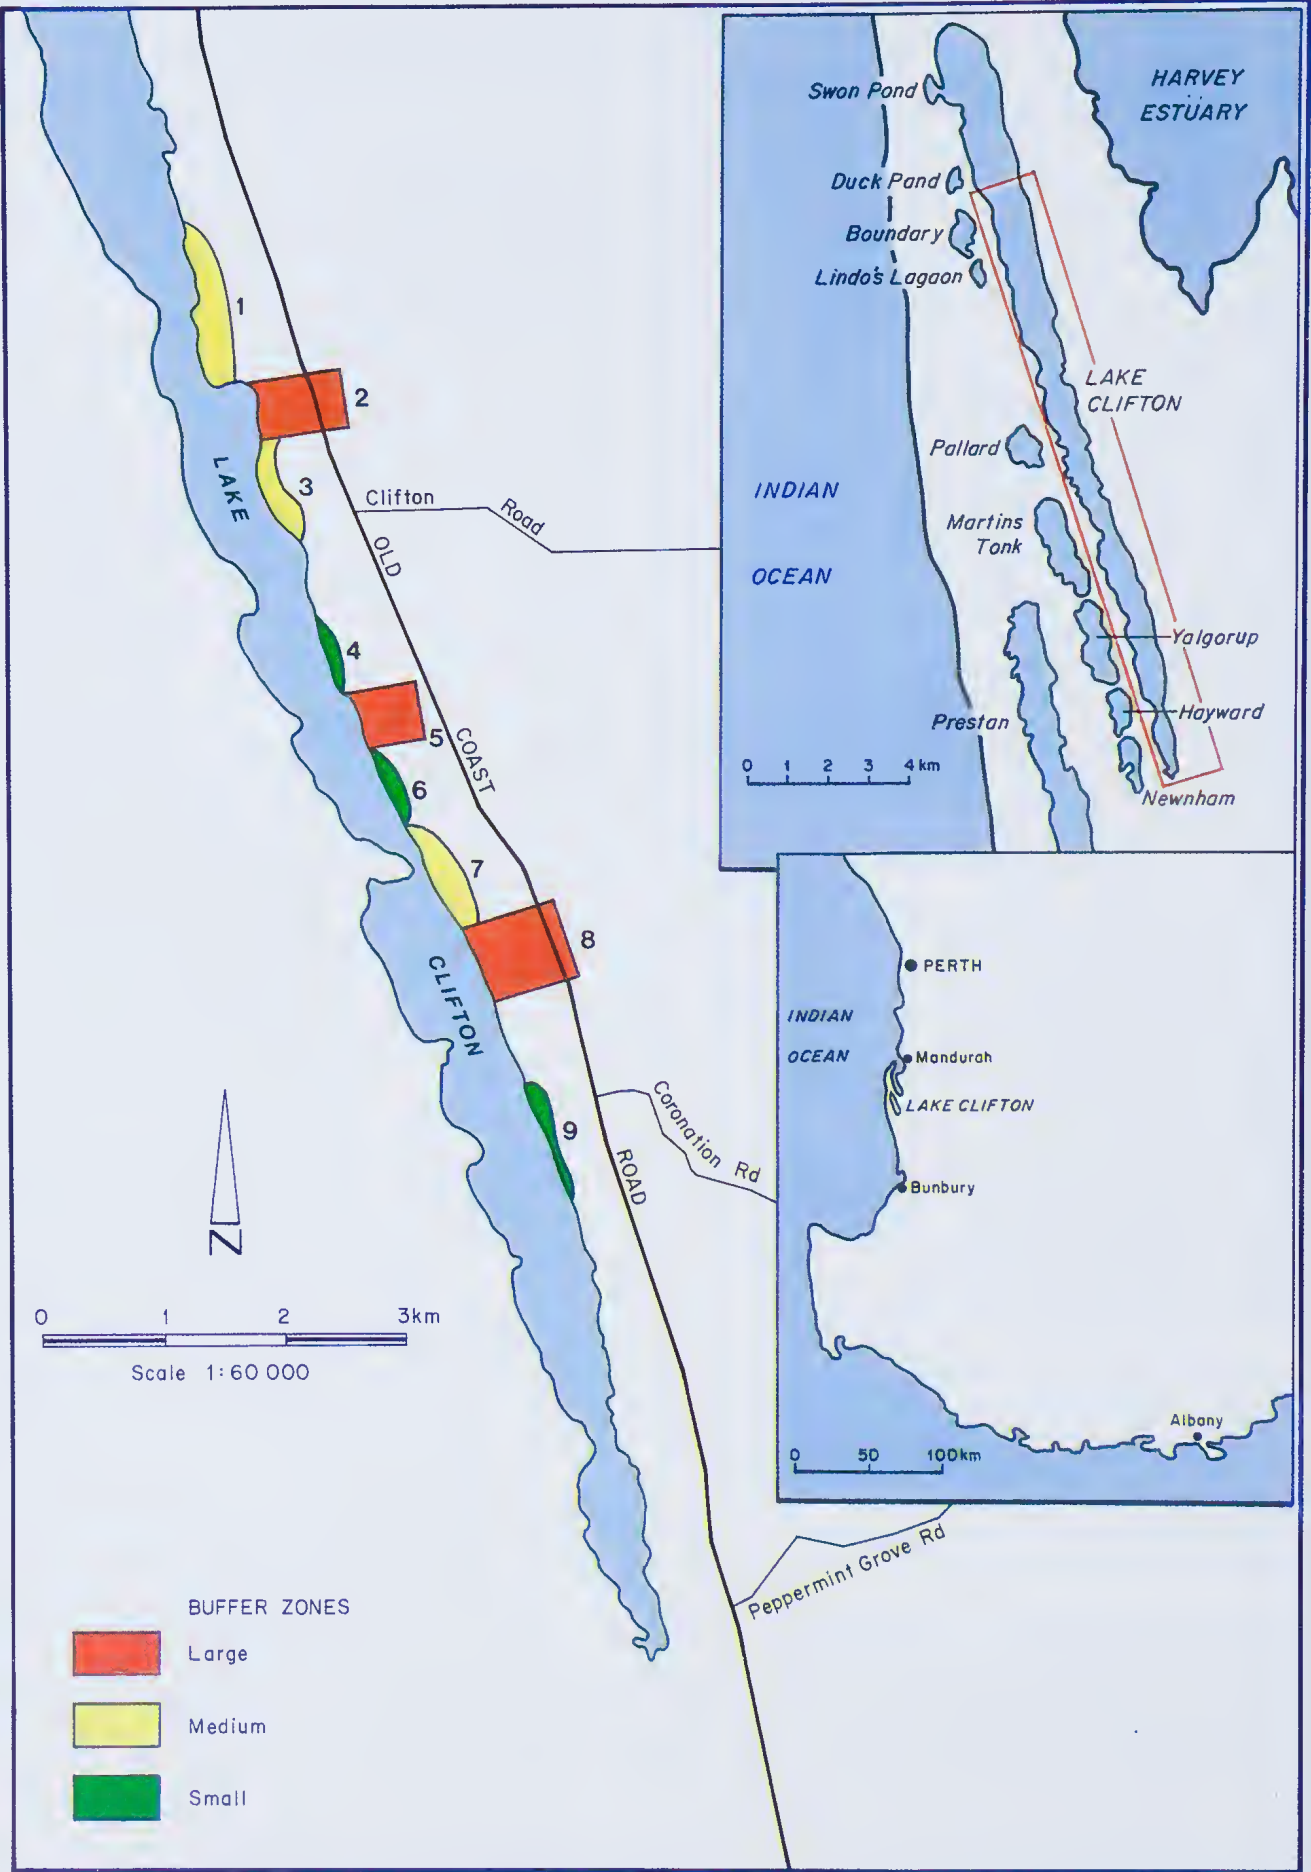 1
2
3
4
5
6
7
8
9
LAKE
CLIFTON
Clifton Road
OLD
COAST
ROAD
Coronation Rd
Peppermint Grove Rd
N
0 1 2 3km
Scale 1:60 000
BUFFER ZONES
Large
Medium
Small
HARVEY
ESTUARY
Swon Pond
Duck Pand
Boundary
Lindo's Lagaon
LAKE
CLIFTON
Pallard
INDIAN
OCEAN
Martins
Tonk
Yalgorup
Prestan
Hayward
0 1 2 3 4 km
Newnham
PERTH
INDIAN
OCEAN
Mandurah
LAKE CLIFTON
Bunbury
Albany
0 50 100km